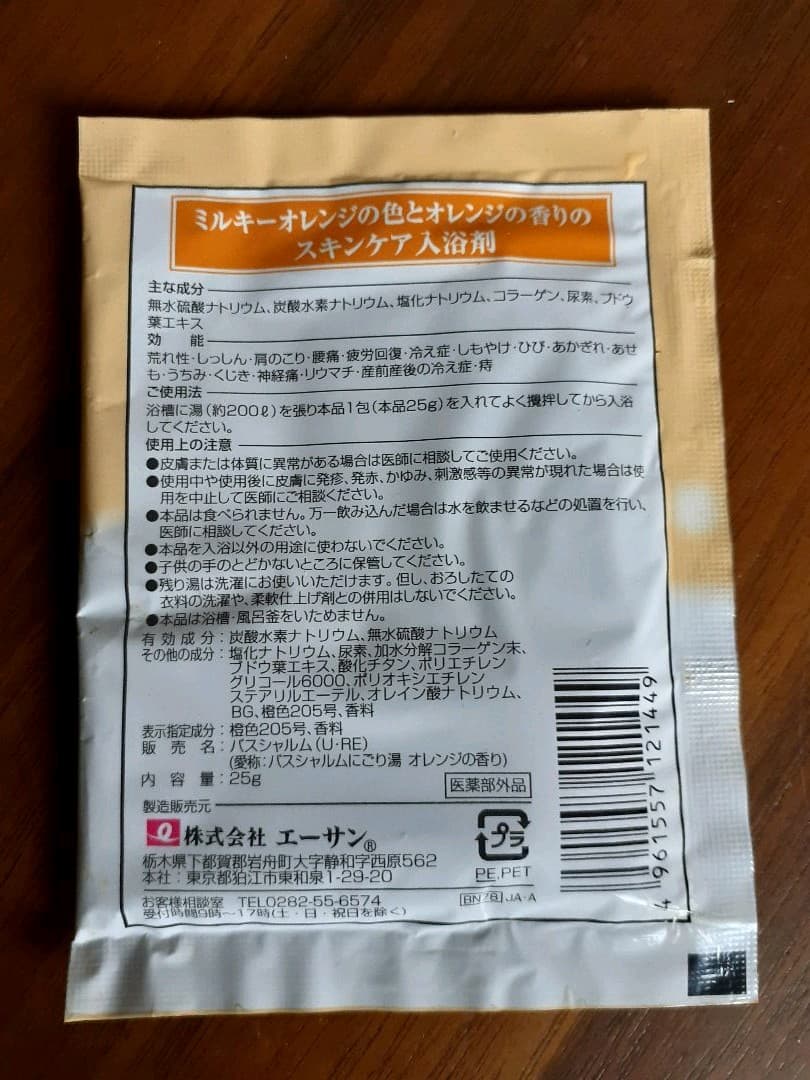 ミルキーオレンジの色とオレンジの香りの
スキンケア入浴剤
主な成分
無水硫酸ナトリウム、炭酸水素ナトリウム、塩化ナトリウム、コラーゲン、尿素、ブドウ
葉エキス
効 能
荒れ性・しっしん・肩のこり・腰痛・疲労回復・冷え症・しもやけ・ひび・あかぎれ・あせ
も・うちみ・くじき・神経痛・リウマチ・産前産後の冷え症・痔
ご使用法
浴槽に湯(約200ℓ)を張り本品1包(本品25g)を入れてよく攪拌してから入浴
してください。
使用上の注意
●皮膚または体質に異常がある場合は医師に相談してご使用ください。
●使用中や使用後に皮膚に発疹、発赤、かゆみ、刺激感等の異常が現れた場合は使
用を中止して医師にご相談ください。
●本品は食べられません。万一飲み込んだ場合は水を飲ませるなどの処置を行い、
医師に相談してください。
●本品を入浴以外の用途に使わないでください。
●子供の手のとどかないところに保管してください。
●残り湯は洗濯にお使いいただけます。但し、おろしたての
衣料の洗濯や、柔軟仕上げ剤との併用はしないでください。
●本品は浴槽・風呂釜をいためません。
有効成分:炭酸水素ナトリウム、無水硫酸ナトリウム
その他の成分:塩化ナトリウム、尿素、加水分解コラーゲン末、
ブドウ葉エキス、酸化チタン、ポリエチレン
グリコール6000、ポリオキシエチレン
ステアリルエーテル、オレイン酸ナトリウム、
BG、橙色205号、香料
表示指定成分:橙色205号、香料
販売名:バスシャルム(U・RE)
(愛称:バスシャルムにごり湯 オレンジの香り)
内容量:25g
医薬部外品
製造販売元
株式会社 エーサン®
栃木県下都賀郡岩舟町大字静和字西原562
本社:東京都狛江市東和泉1-29-20
お客様相談室 TEL0282-55-6574
受付時間9時〜17時(土・日・祝日を除く)
プラ
PE,PET
BN ZB JA-A
4 961557 121449